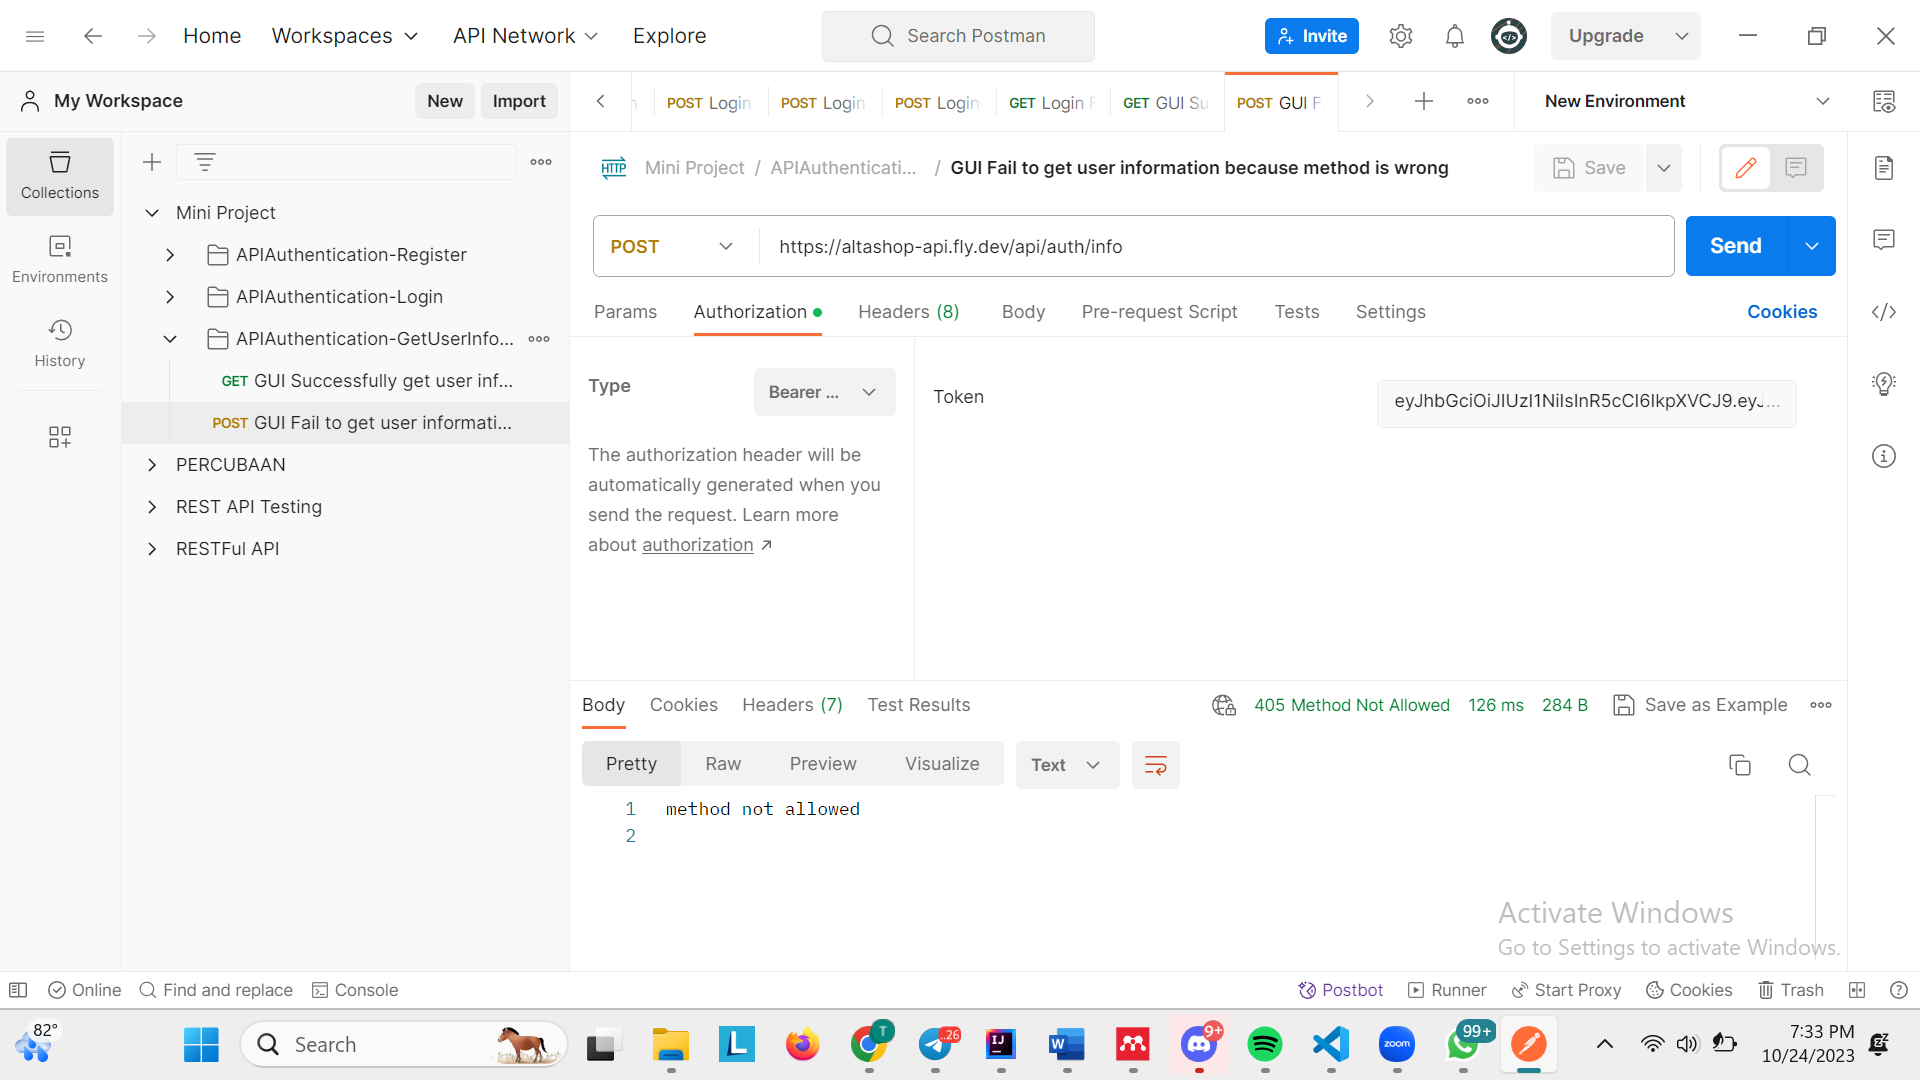 Home
Workspaces
API Network
Explore
Search Postman
Invite
Upgrade
My Workspace
New
Import
POST Login
POST Login
POST Login
GET Login F
GET GUI Su
POST GUI F
New Environment
Collections
Environments
History
Mini Project
APIAuthentication-Register
APIAuthentication-Login
APIAuthentication-GetUserInfo...
GET GUI Successfully get user inf...
POST GUI Fail to get user informati...
PERCUBAAN
REST API Testing
RESTFul API
HTTP
Mini Project / APIAuthenticati... / GUI Fail to get user information because method is wrong
Save
POST
https://altashop-api.fly.dev/api/auth/info
Send
Params
Authorization
Headers (8)
Body
Pre-request Script
Tests
Settings
Cookies
Type
Bearer ...
The authorization header will be
automatically generated when you
send the request. Learn more
about authorization ↗
Token
Body
Cookies
Headers (7)
Test Results
405 Method Not Allowed
126 ms
284 B
Save as Example
Pretty
Raw
Preview
Visualize
Text
1 method not allowed
2
Activate Windows
Go to Settings to activate Windows.
Online
Find and replace
Console
Postbot
Runner
Start Proxy
Cookies
Trash
82°
Search
L
T
..26
IJ
W
9+
zoom
99+
7:33 PM
10/24/2023